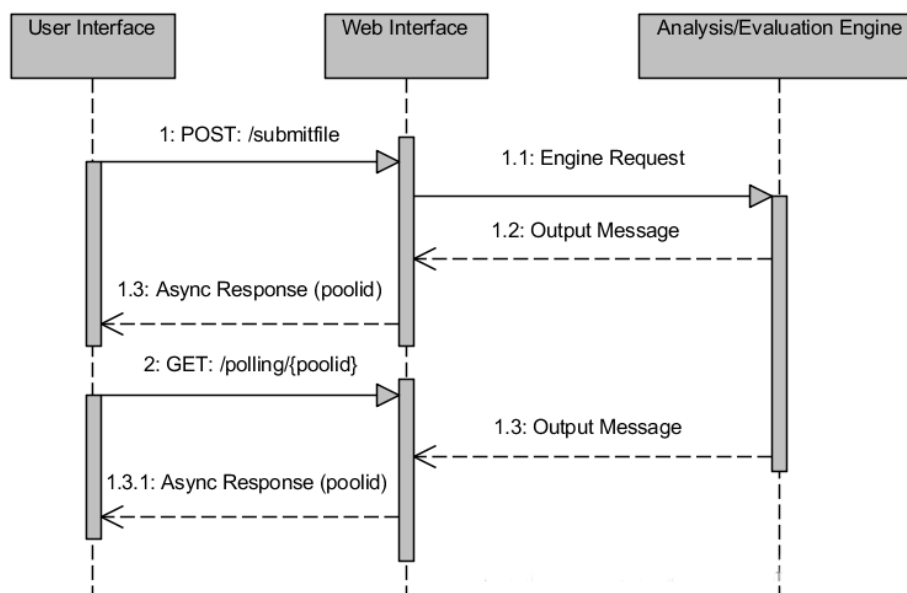 User Interface
Web Interface
Analysis/Evaluation Engine
1: POST: /submitfile
1.1: Engine Request
1.2: Output Message
1.3: Async Response (poolid)
2: GET: /polling/{poolid}
1.3: Output Message
1.3.1: Async Response (poolid)